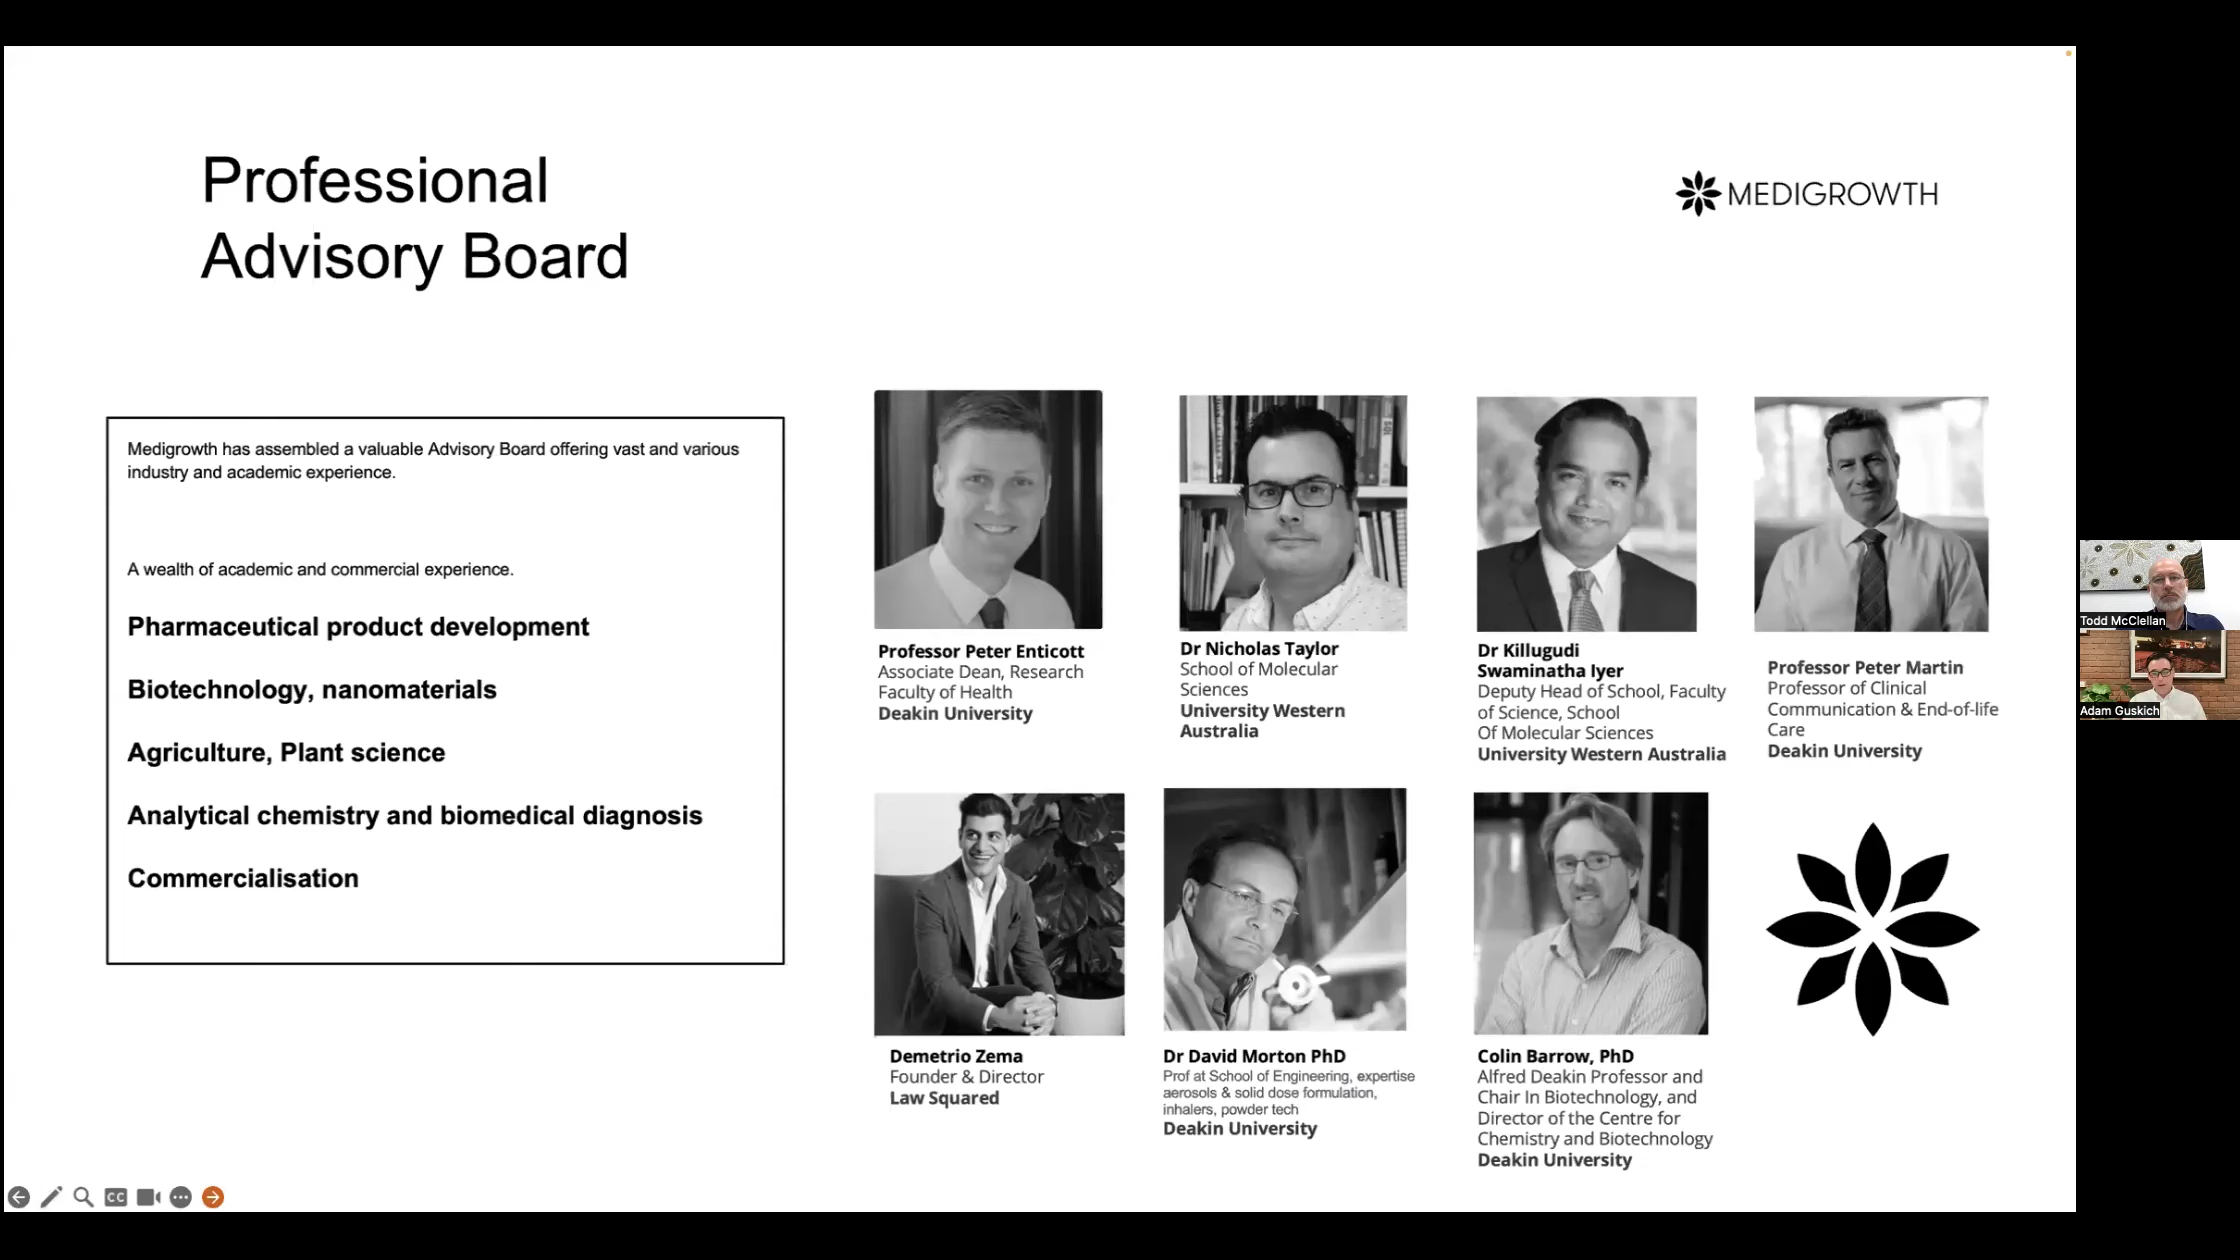 Professional
Advisory Board
MEDIGROWTH
Medigrowth has assembled a valuable Advisory Board offering vast and various
industry and academic experience.
A wealth of academic and commercial experience.
Pharmaceutical product development
Biotechnology, nanomaterials
Agriculture, Plant science
Analytical chemistry and biomedical diagnosis
Commercialisation
Professor Peter Enticott
Associate Dean, Research
Faculty of Health
Deakin University
Dr Nicholas Taylor
School of Molecular
Sciences
University Western
Australia
Dr Killugudi
Swaminatha Iyer
Deputy Head of School, Faculty
of Science, School
Of Molecular Sciences
University Western Australia
Professor Peter Martin
Professor of Clinical
Communication & End-of-life
Care
Deakin University
Demetrio Zema
Founder & Director
Law Squared
Dr David Morton PhD
Prof at School of Engineering, expertise
aerosols & solid dose formulation,
inhalers, powder tech
Deakin University
Colin Barrow, PhD
Alfred Deakin Professor and
Chair In Biotechnology, and
Director of the Centre for
Chemistry and Biotechnology
Deakin University
Todd McClellan
Adam Guskich
CC